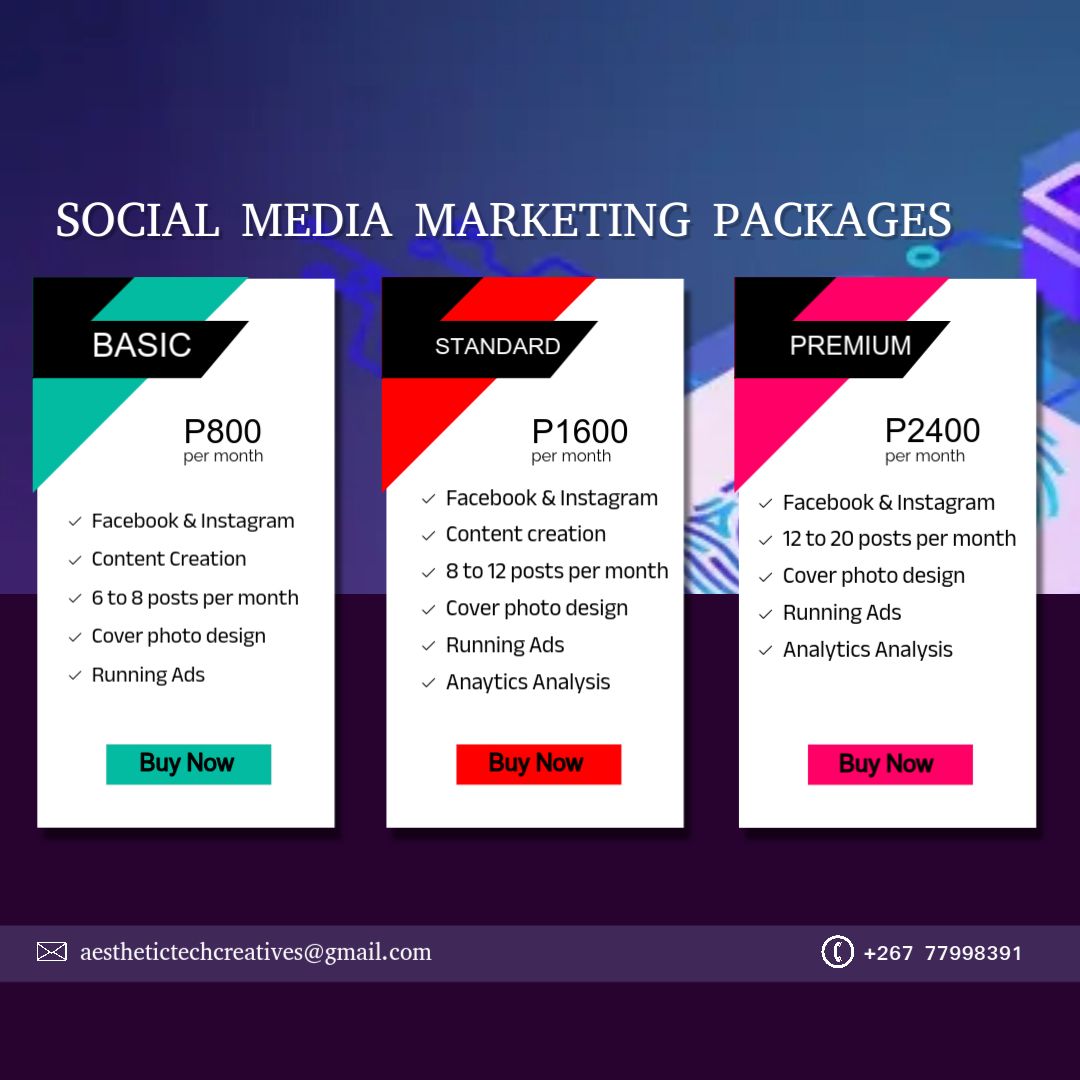 SOCIAL MEDIA MARKETING PACKAGES
BASIC
P800
per month
Facebook & Instagram
Content Creation
6 to 8 posts per month
Cover photo design
Running Ads
Buy Now
STANDARD
P1600
per month
Facebook & Instagram
Content creation
8 to 12 posts per month
Cover photo design
Running Ads
Anaytics Analysis
Buy Now
PREMIUM
P2400
per month
Facebook & Instagram
12 to 20 posts per month
Cover photo design
Running Ads
Analytics Analysis
Buy Now
aesthetictechcreatives@gmail.com
+267 77998391